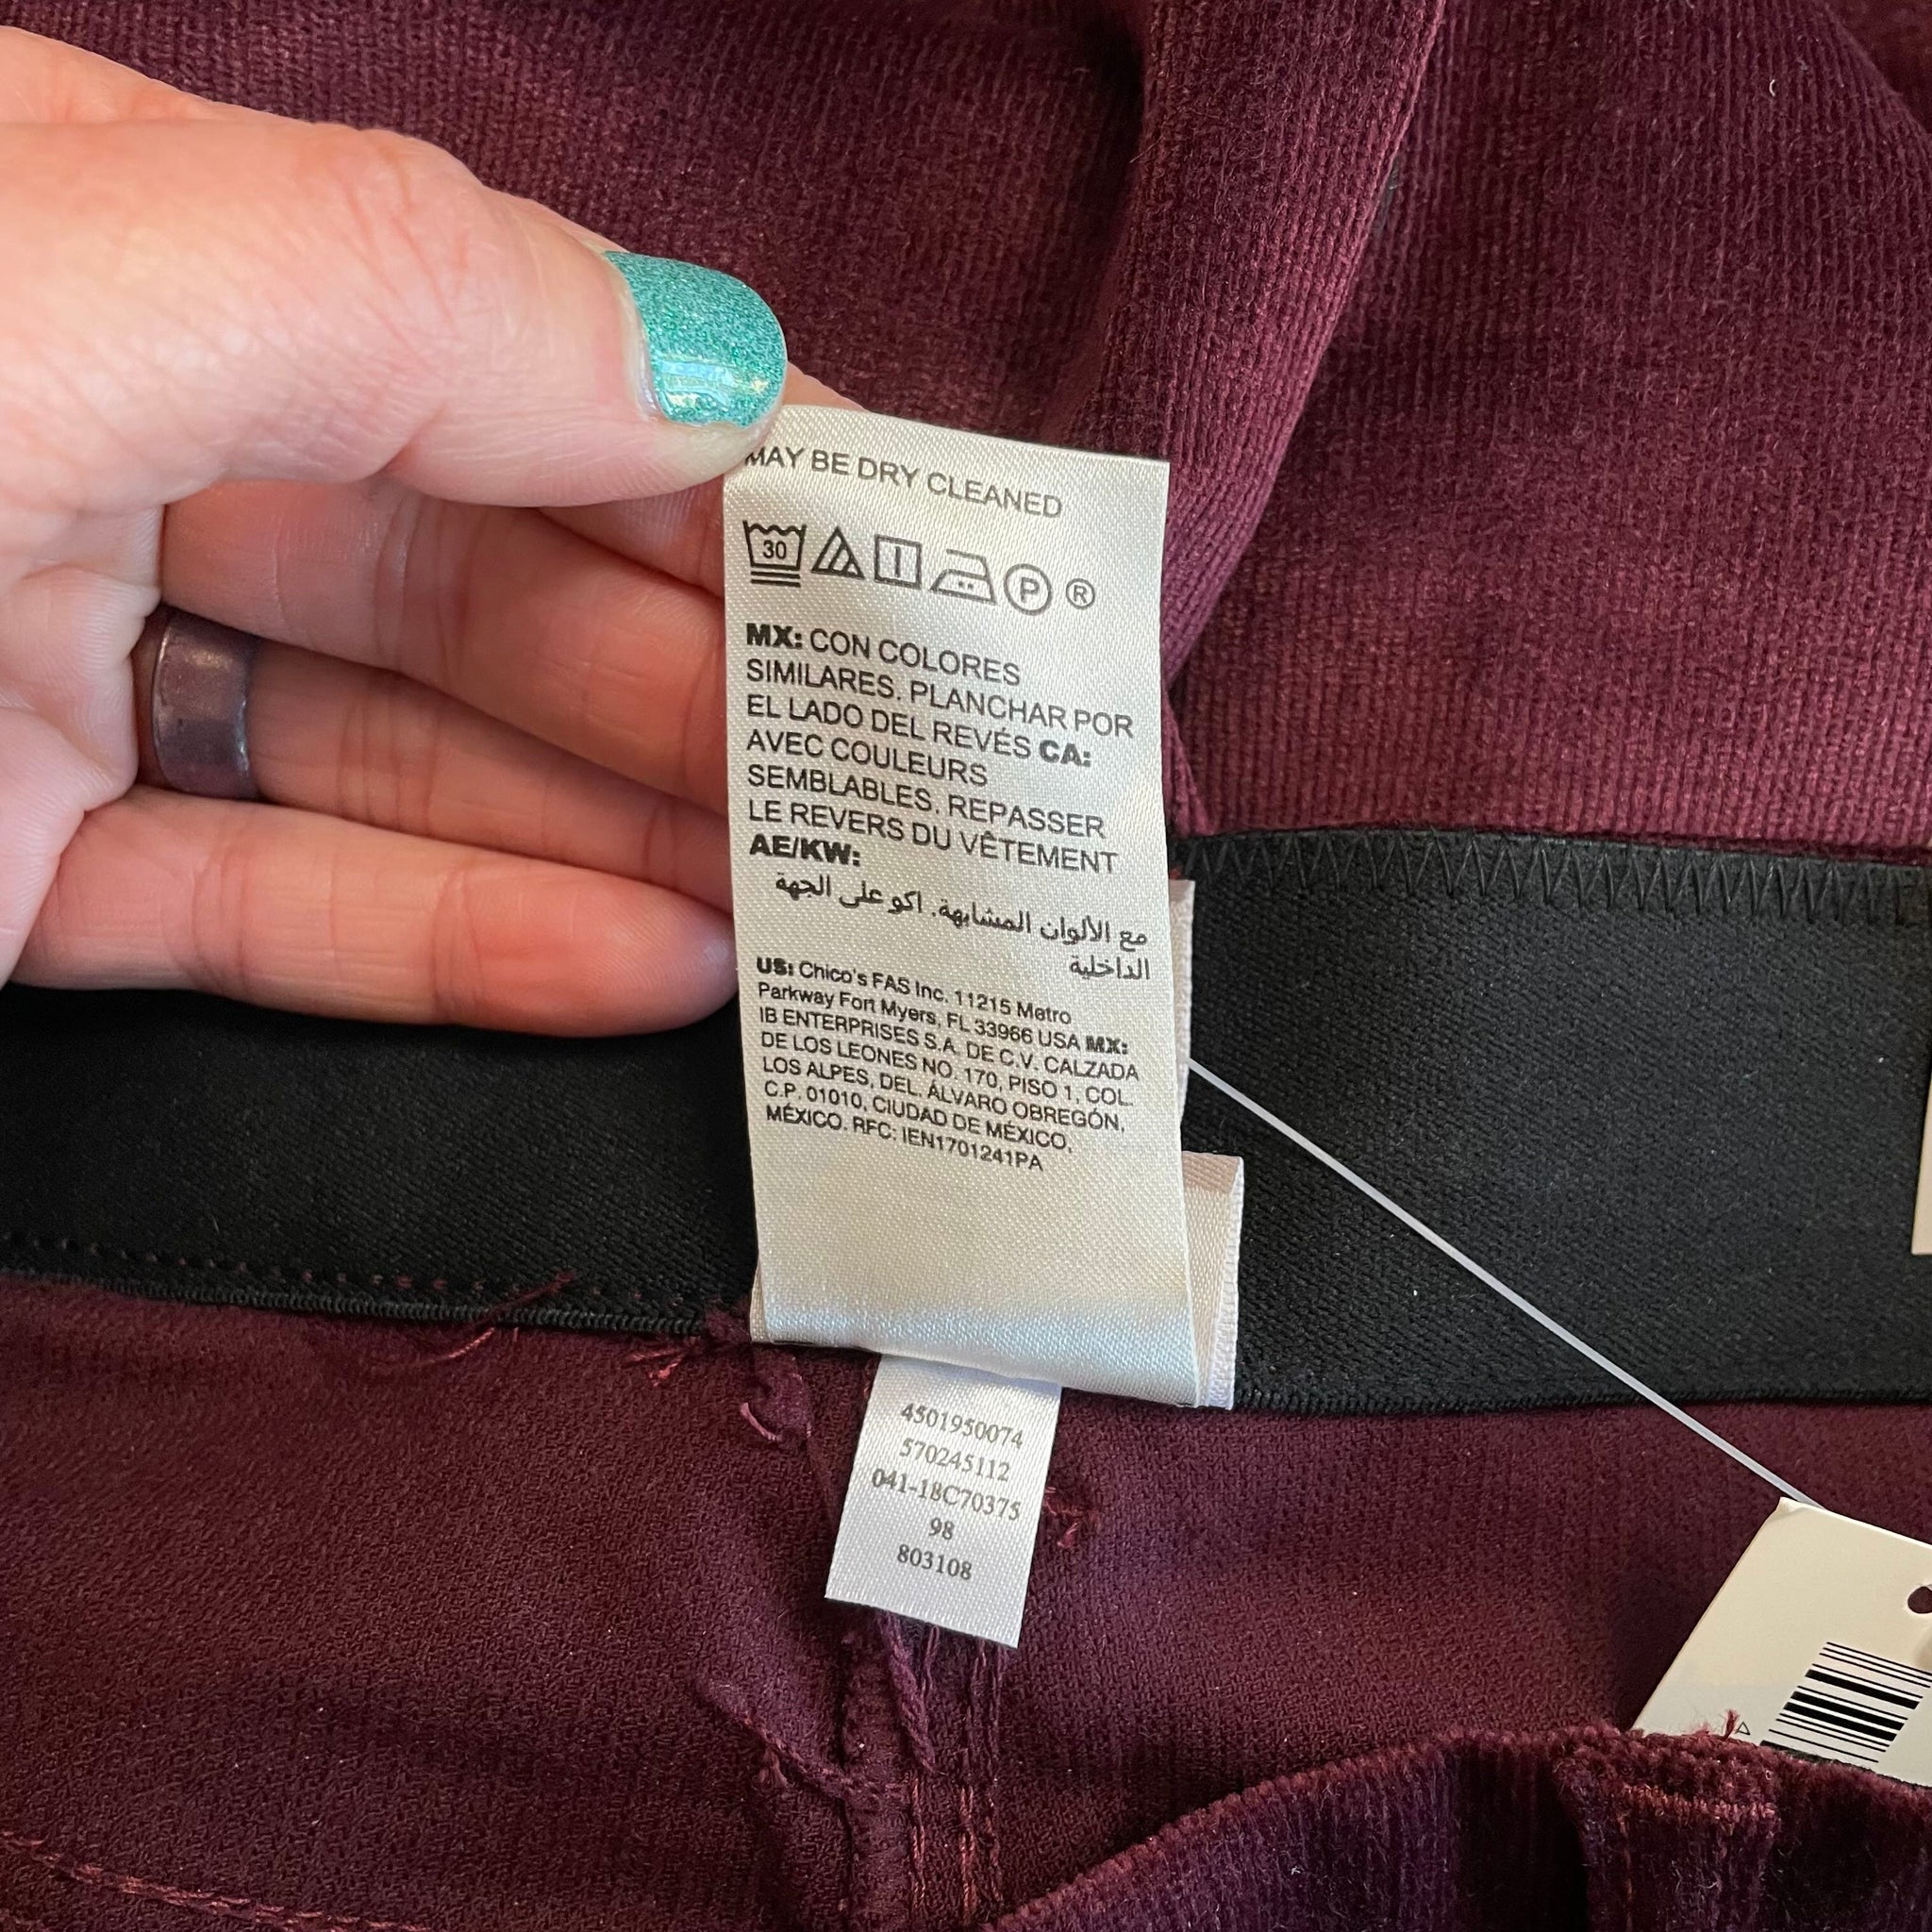 MAY BE DRY CLEANED
30 P ®
MX: CON COLORES
SIMILARES. PLANCHAR POR
EL LADO DEL REVÉS CA:
AVEC COULEURS
SEMBLABLES. REPASSER
LE REVERS DU VÊTEMENT
AE/KW:
مع الألوان المشابهة. اكو على الجهة
الداخلية
US: Chico's FAS Inc. 11215 Metro
Parkway Fort Myers, FL 33966 USA MX:
IB ENTERPRISES S.A. DE C.V. CALZADA
DE LOS LEONES NO. 170, PISO 1, COL.
LOS ALPES, DEL. ÁLVARO OBREGÓN,
C.P. 01010, CIUDAD DE MÉXICO,
MÉXICO. RFC: IEN1701241PA
4501950074
570245112
041-18C70375
98
803108